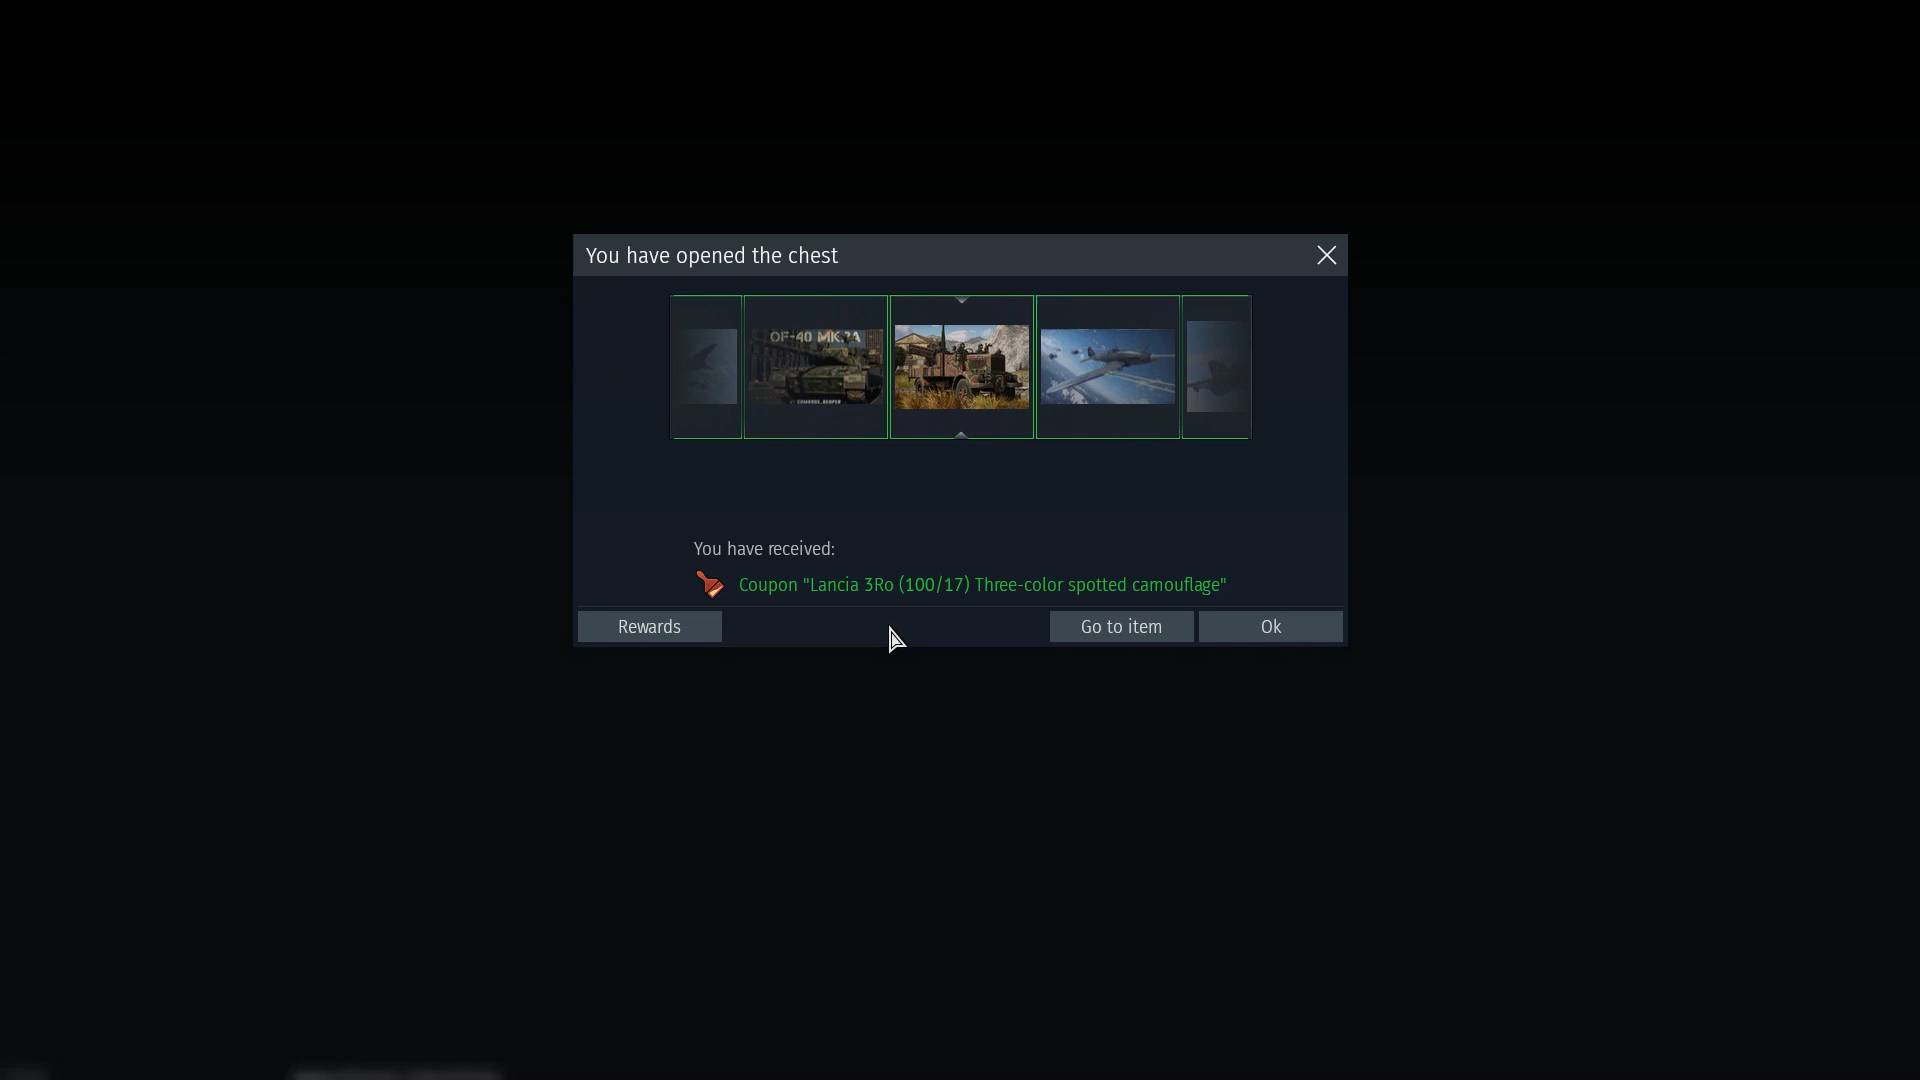 You have opened the chest
OF-40 MK.2A
You have received:
Coupon "Lancia 3Ro (100/17) Three-color spotted camouflage"
Rewards
Go to item
Ok